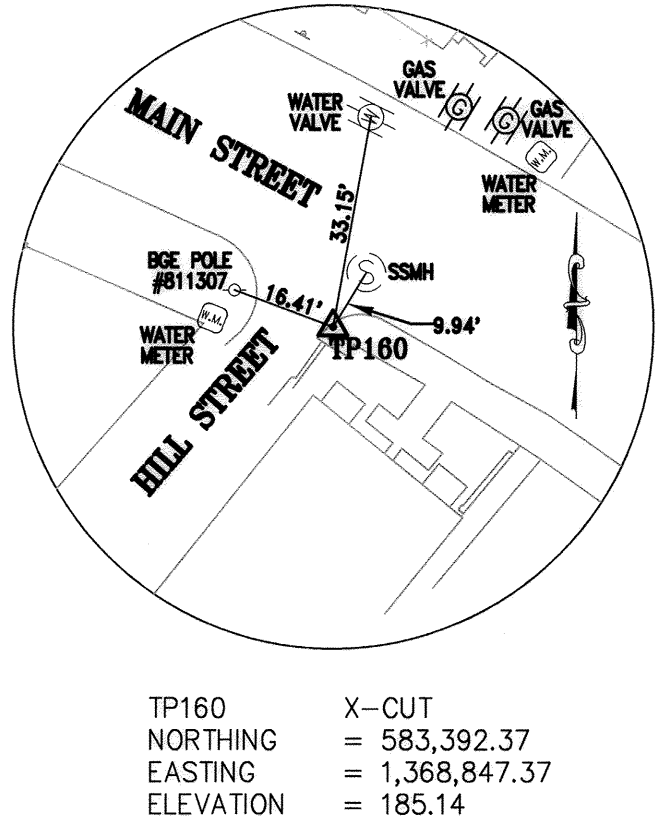 GAS
VALVE
WATER
VALVE
G
G
GAS
VALVE
W
MAIN STREET
W.M.
WATER
METER
33.15'
BGE POLE
#811307
S
SSMH
16.41'
W.M.
9.94'
WATER
METER
TP160
HILL STREET
TP160 X-CUT
NORTHING = 583,392.37
EASTING = 1,368,847.37
ELEVATION = 185.14